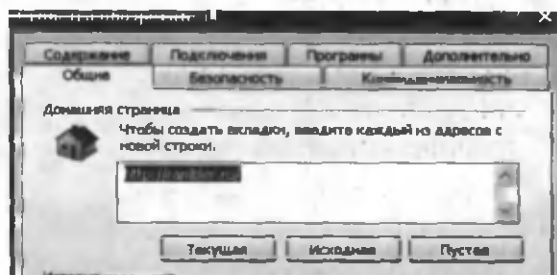 Содержание Подключения Программы Дополнительно
Общие Безопасность Конфиденциальность
Домашняя страница
Чтобы создать вкладки, введите каждый из адресов с
новой строки.
Текущая Исходная Пустая